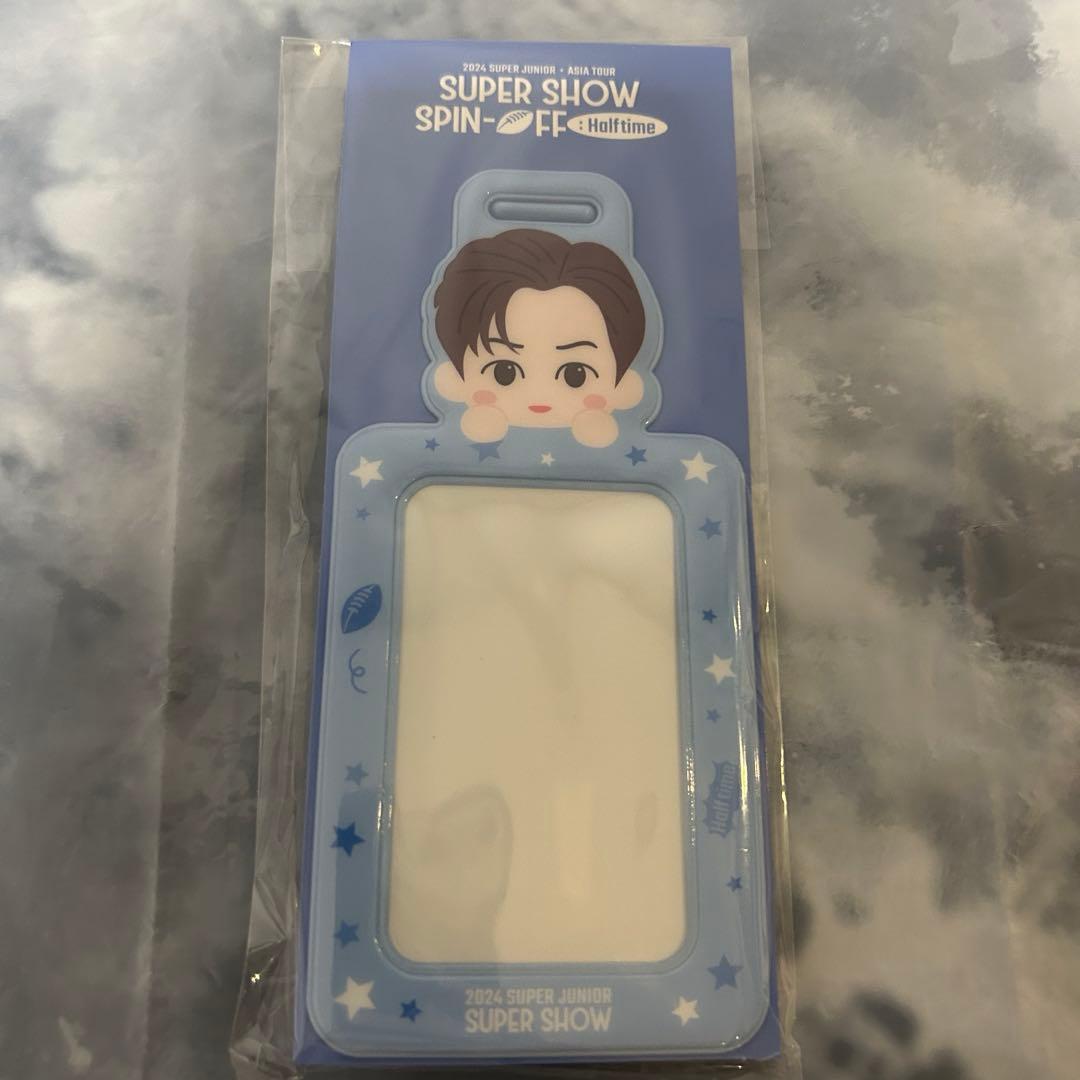 2024 SUPER JUNIOR • ASIA TOUR
SUPER SHOW
SPIN-OFF : Halftime
Halftime
2024 SUPER JUNIOR
SUPER SHOW